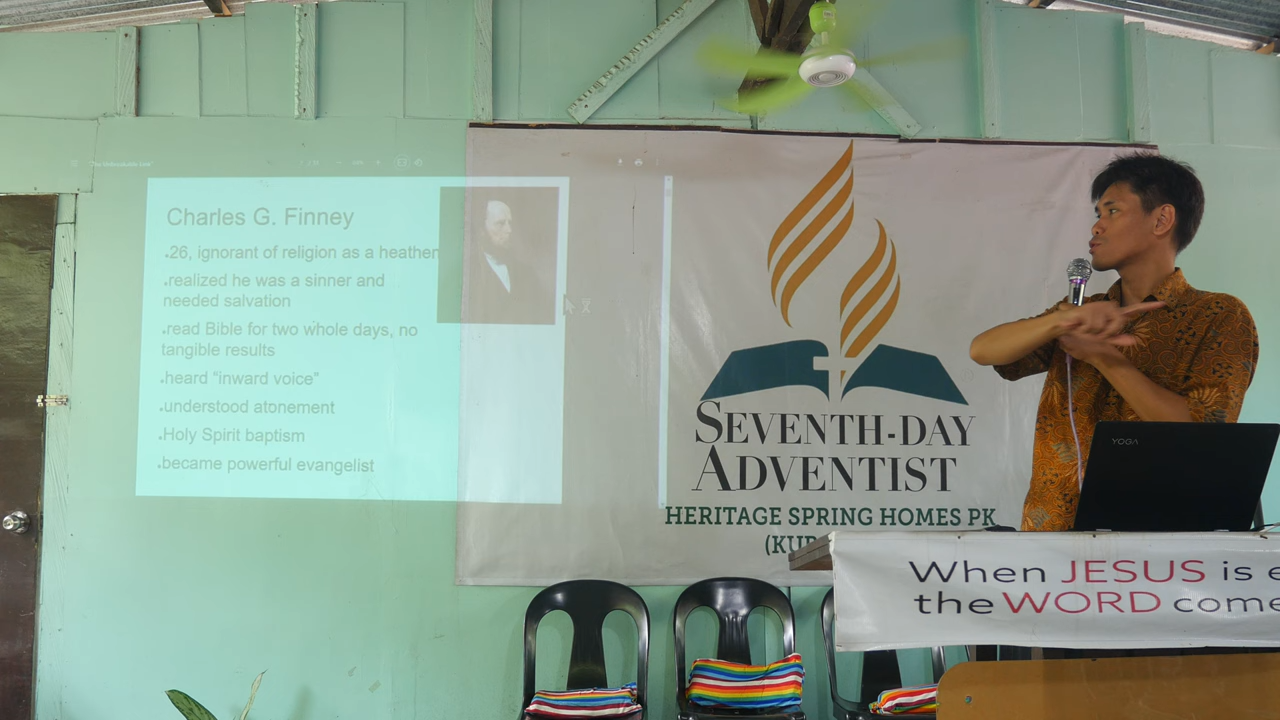 Charles G. Finney
.26, ignorant of religion as a heathen
.realized he was a sinner and
needed salvation
.read Bible for two whole days, no
tangible results
.heard “inward voice”
.understood atonement
.Holy Spirit baptism
.became powerful evangelist
SEVENTH-DAY
ADVENTIST
HERITAGE SPRING HOMES PK
YOGA
When JESUS is
the WORD come